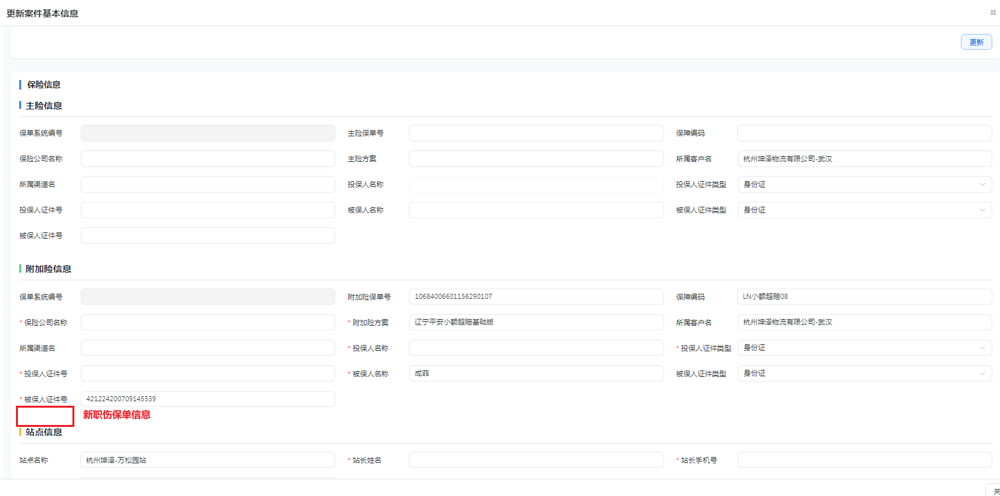 更新案件基本信息
更新
保险信息
主险信息
保单系统编号 主险保单号 保障编码
保险公司名称 主险方案 所属客户名 杭州坤泽物流有限公司-武汉
所属渠道名 投保人名称 投保人证件类型 身份证
投保人证件号 被保人名称 被保人证件类型 身份证
被保人证件号
附加险信息
保单系统编号 附加险保单号 10684006601156290107 保障编码 LN小额超赔08
* 保险公司名称 * 附加险方案 辽宁平安小额超赔基础版 所属客户名 杭州坤泽物流有限公司-武汉
所属渠道名 * 投保人名称 * 投保人证件类型 身份证
* 投保人证件号 * 被保人名称 成菲 被保人证件类型 身份证
* 被保人证件号 421224200709145539
新职伤保单信息
站点信息
站点名称 杭州坤泽-万松园站 * 站长姓名 * 站长手机号